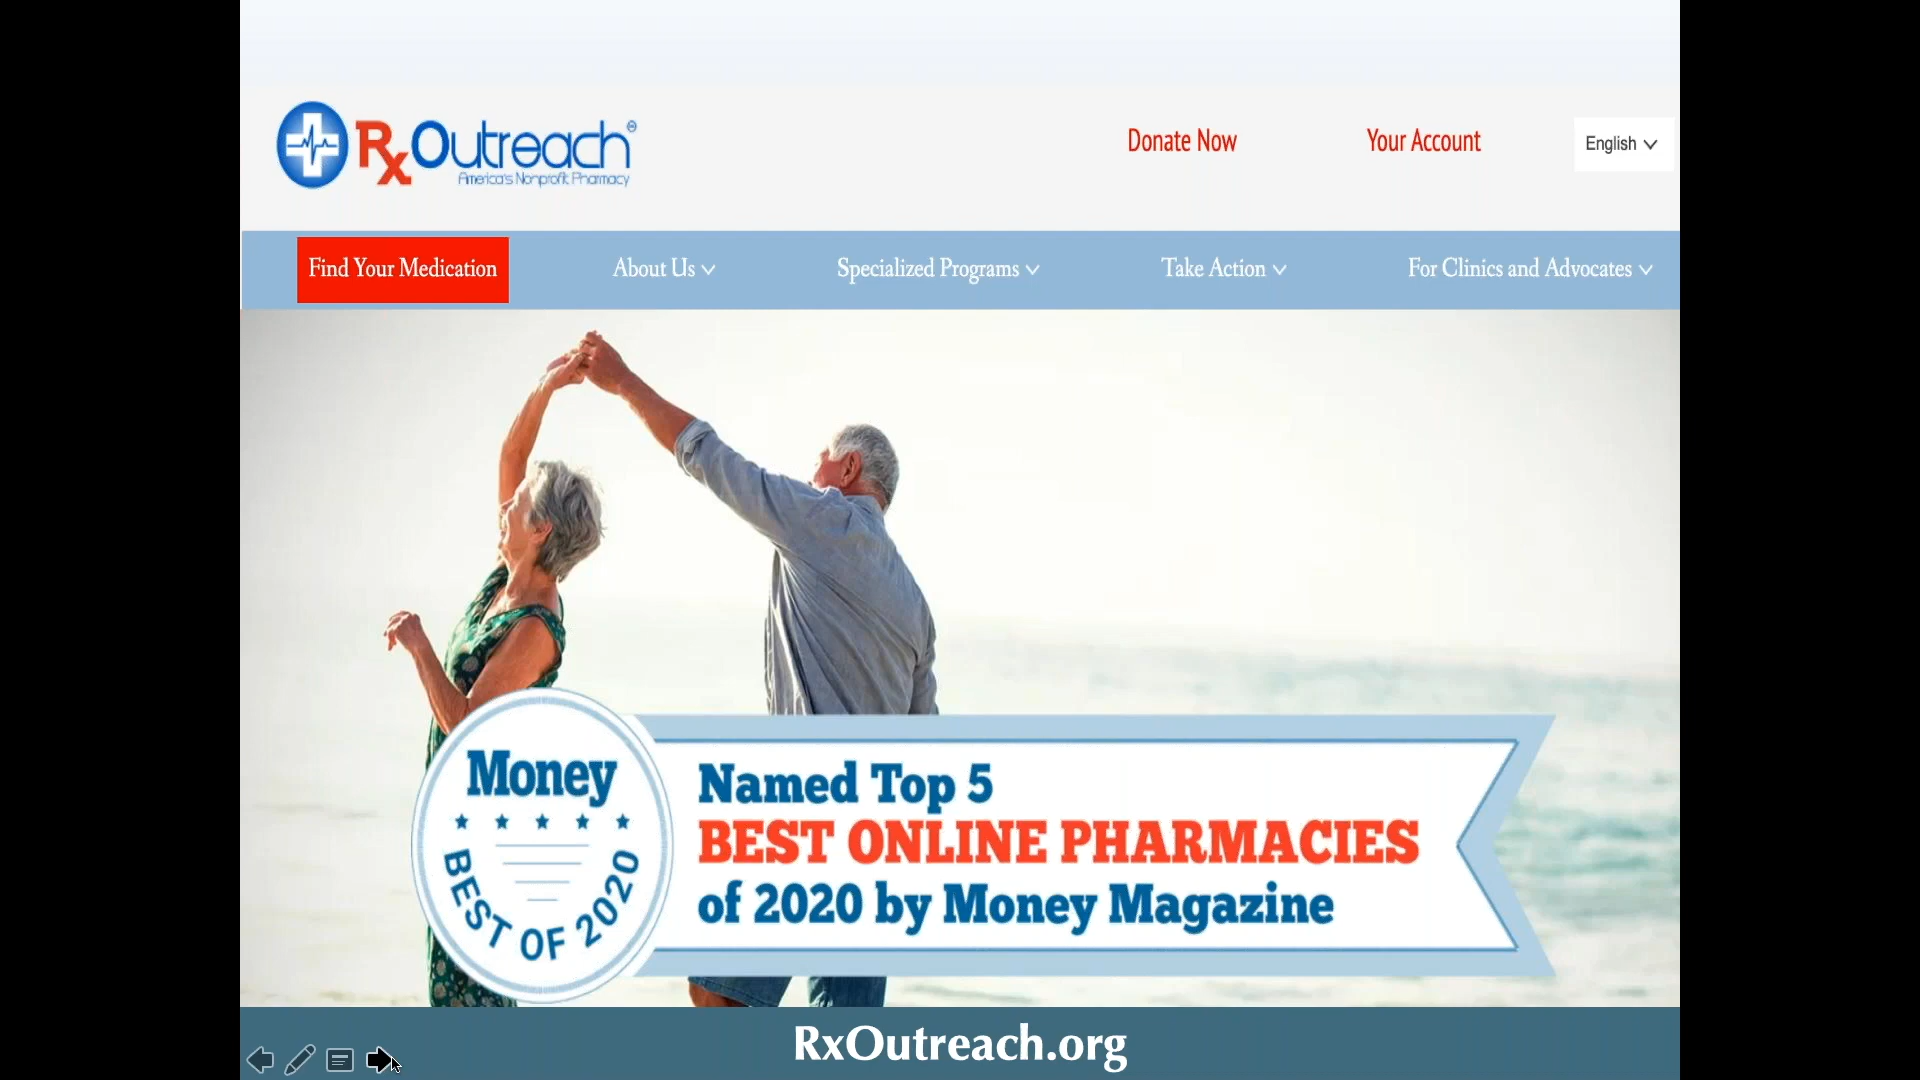 RxOutreach®
America's Nonprofit Pharmacy
Donate Now
Your Account
English
Find Your Medication
About Us
Specialized Programs
Take Action
For Clinics and Advocates
Money
BEST OF 2020
Named Top 5
BEST ONLINE PHARMACIES
of 2020 by Money Magazine
RxOutreach.org